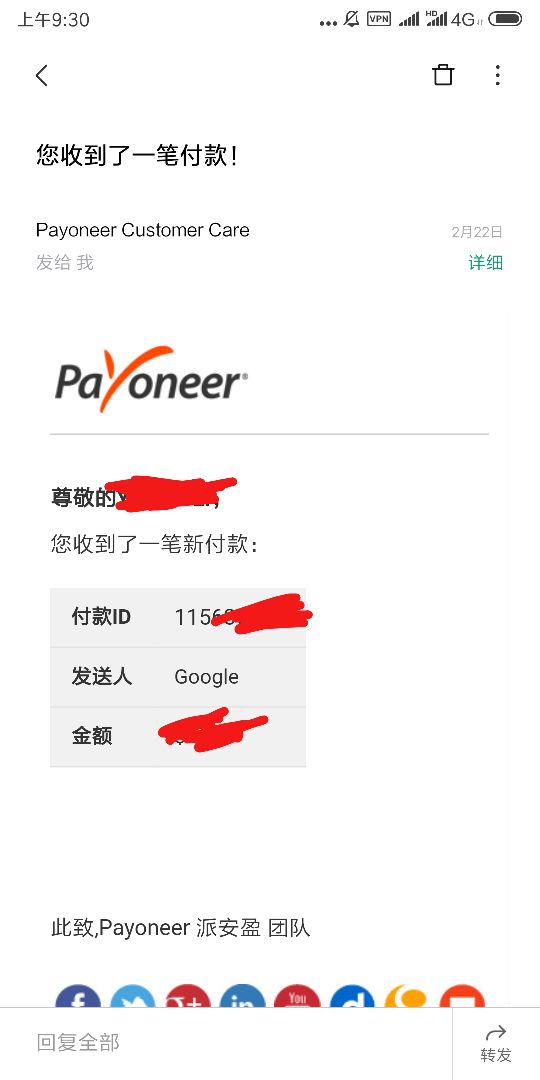 上午9:30
VPN
HD
4G
您收到了一笔付款！
Payoneer Customer Care
2月22日
发给 我
详细
Payoneer®
尊敬的
您收到了一笔新付款：
付款ID 1156
发送人 Google
金额
此致,Payoneer 派安盈 团队
You
回复全部
转发